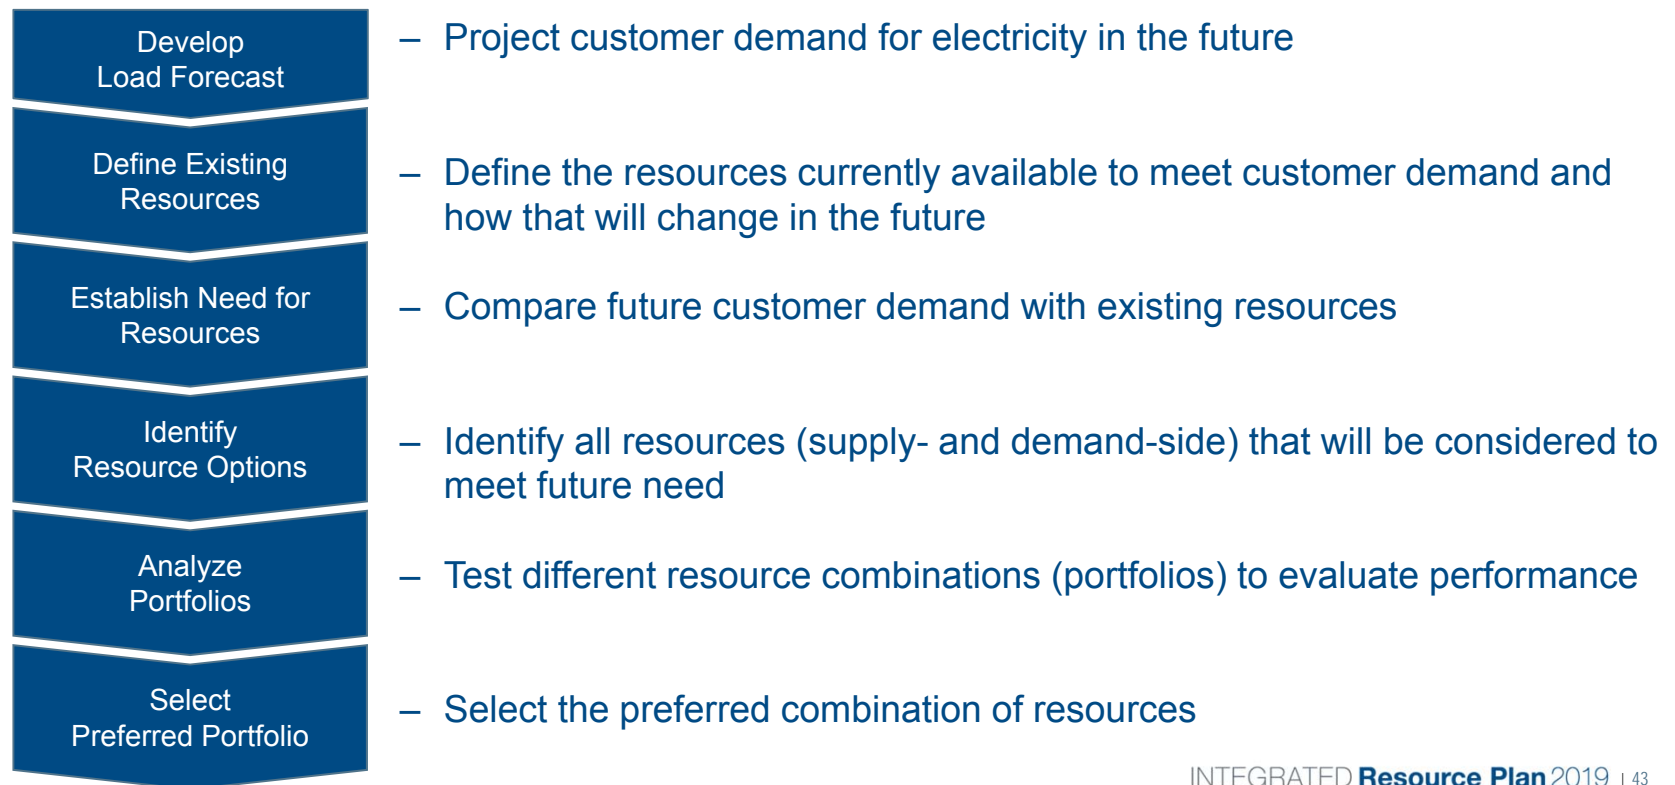 Develop
Load Forecast
– Project customer demand for electricity in the future
Define Existing
Resources
– Define the resources currently available to meet customer demand and
how that will change in the future
Establish Need for
Resources
– Compare future customer demand with existing resources
Identify
Resource Options
– Identify all resources (supply- and demand-side) that will be considered to
meet future need
Analyze
Portfolios
– Test different resource combinations (portfolios) to evaluate performance
Select
Preferred Portfolio
– Select the preferred combination of resources
INTEGRATED Resource Plan 2019 | 43